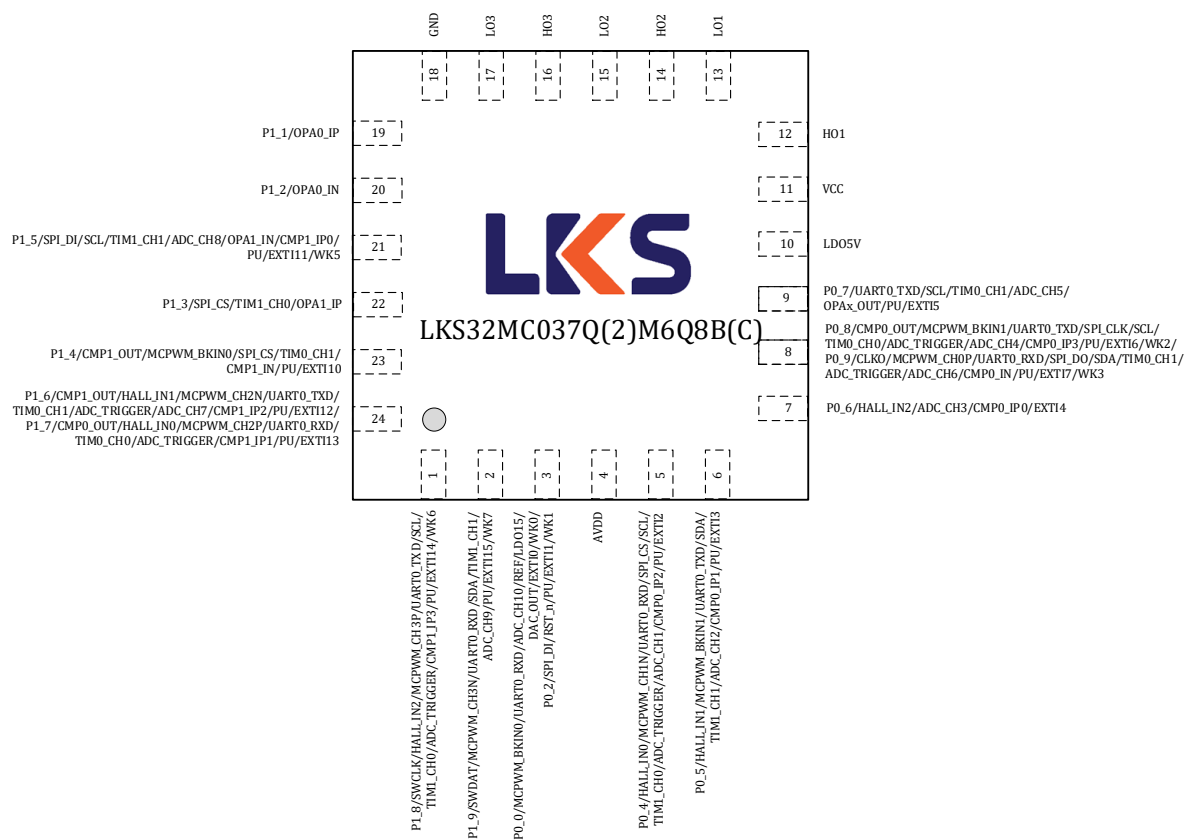 GND
LO3
HO3
LO2
HO2
LO1
18
17
16
15
14
13
P1_1/OPA0_IP
19
12
HO1
P1_2/OPA0_IN
20
11
VCC
P1_5/SPI_DI/SCL/TIM1_CH1/ADC_CH8/OPA1_IN/CMP1_IP0/
PU/EXTI11/WK5
21
10
LDO5V
P1_3/SPI_CS/TIM1_CH0/OPA1_IP
22
9
P0_7/UART0_TXD/SCL/TIM0_CH1/ADC_CH5/
OPAx_OUT/PU/EXTI5
LKS
LKS32MC037Q(2)M6Q8B(C)
P1_4/CMP1_OUT/MCPWM_BKIN0/SPI_CS/TIM0_CH1/
CMP1_IN/PU/EXTI10
23
8
P0_8/CMP0_OUT/MCPWM_BKIN1/UART0_TXD/SPI_CLK/SCL/
TIM0_CH0/ADC_TRIGGER/ADC_CH4/CMP0_IP3/PU/EXTI6/WK2/
P0_9/CLKO/MCPWM_CH0P/UART0_RXD/SPI_DO/SDA/TIM0_CH1/
ADC_TRIGGER/ADC_CH6/CMP0_IN/PU/EXTI7/WK3
P1_6/CMP1_OUT/HALL_IN1/MCPWM_CH2N/UART0_TXD/
TIM0_CH1/ADC_TRIGGER/ADC_CH7/CMP1_IP2/PU/EXTI12/
P1_7/CMP0_OUT/HALL_IN0/MCPWM_CH2P/UART0_RXD/
TIM0_CH0/ADC_TRIGGER/CMP1_IP1/PU/EXTI13
24
7
P0_6/HALL_IN2/ADC_CH3/CMP0_IP0/EXTI4
1
2
3
4
5
6
P1_8/SWCLK/HALL_IN2/MCPWM_CH3P/UART0_TXD/SCL/
TIM1_CH0/ADC_TRIGGER/CMP1_IP3/PU/EXTI14/WK6
P1_9/SWDAT/MCPWM_CH3N/UART0_RXD/SDA/TIM1_CH1/
ADC_CH9/PU/EXTI15/WK7
P0_0/MCPWM_BKIN0/UART0_RXD/ADC_CH10/REF/LDO15/
DAC_OUT/EXTI0/WK0/
P0_2/SPI_DI/RST_n/PU/EXTI1/WK1
AVDD
P0_4/HALL_IN0/MCPWM_CH1N/UART0_RXD/SPI_CS/SCL/
TIM1_CH0/ADC_TRIGGER/ADC_CH1/CMP0_IP2/PU/EXTI2
P0_5/HALL_IN1/MCPWM_BKIN1/UART0_TXD/SDA/
TIM1_CH1/ADC_CH2/CMP0_IP1/PU/EXTI3